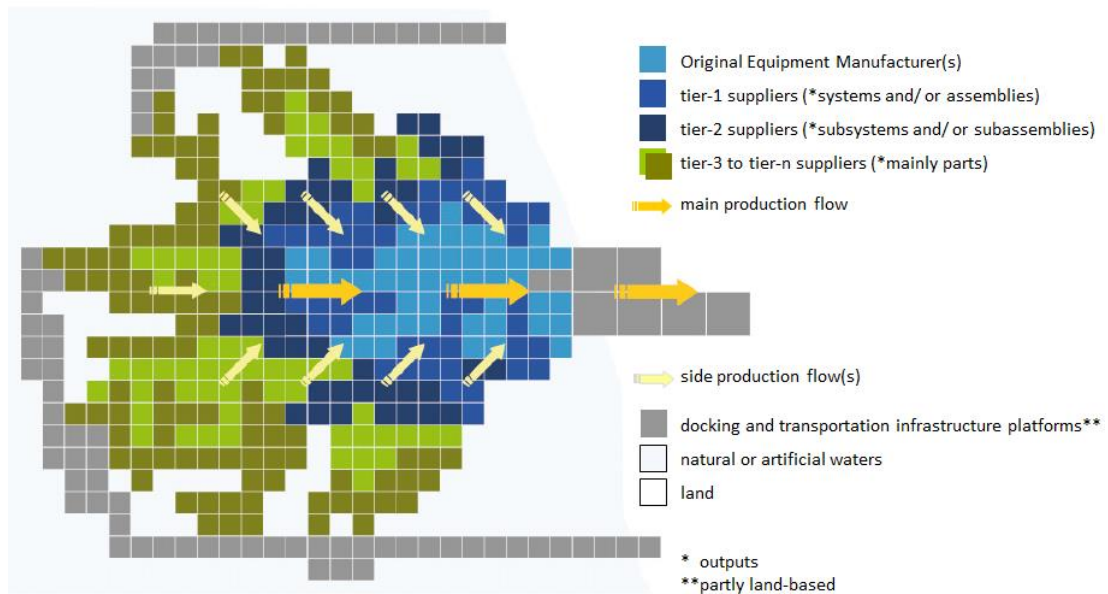 Original Equipment Manufacturer(s)
tier-1 suppliers (*systems and/ or assemblies)
tier-2 suppliers (*subsystems and/ or subassemblies)
tier-3 to tier-n suppliers (*mainly parts)
main production flow
side production flow(s)
docking and transportation infrastructure platforms**
natural or artificial waters
land
* outputs
**partly land-based